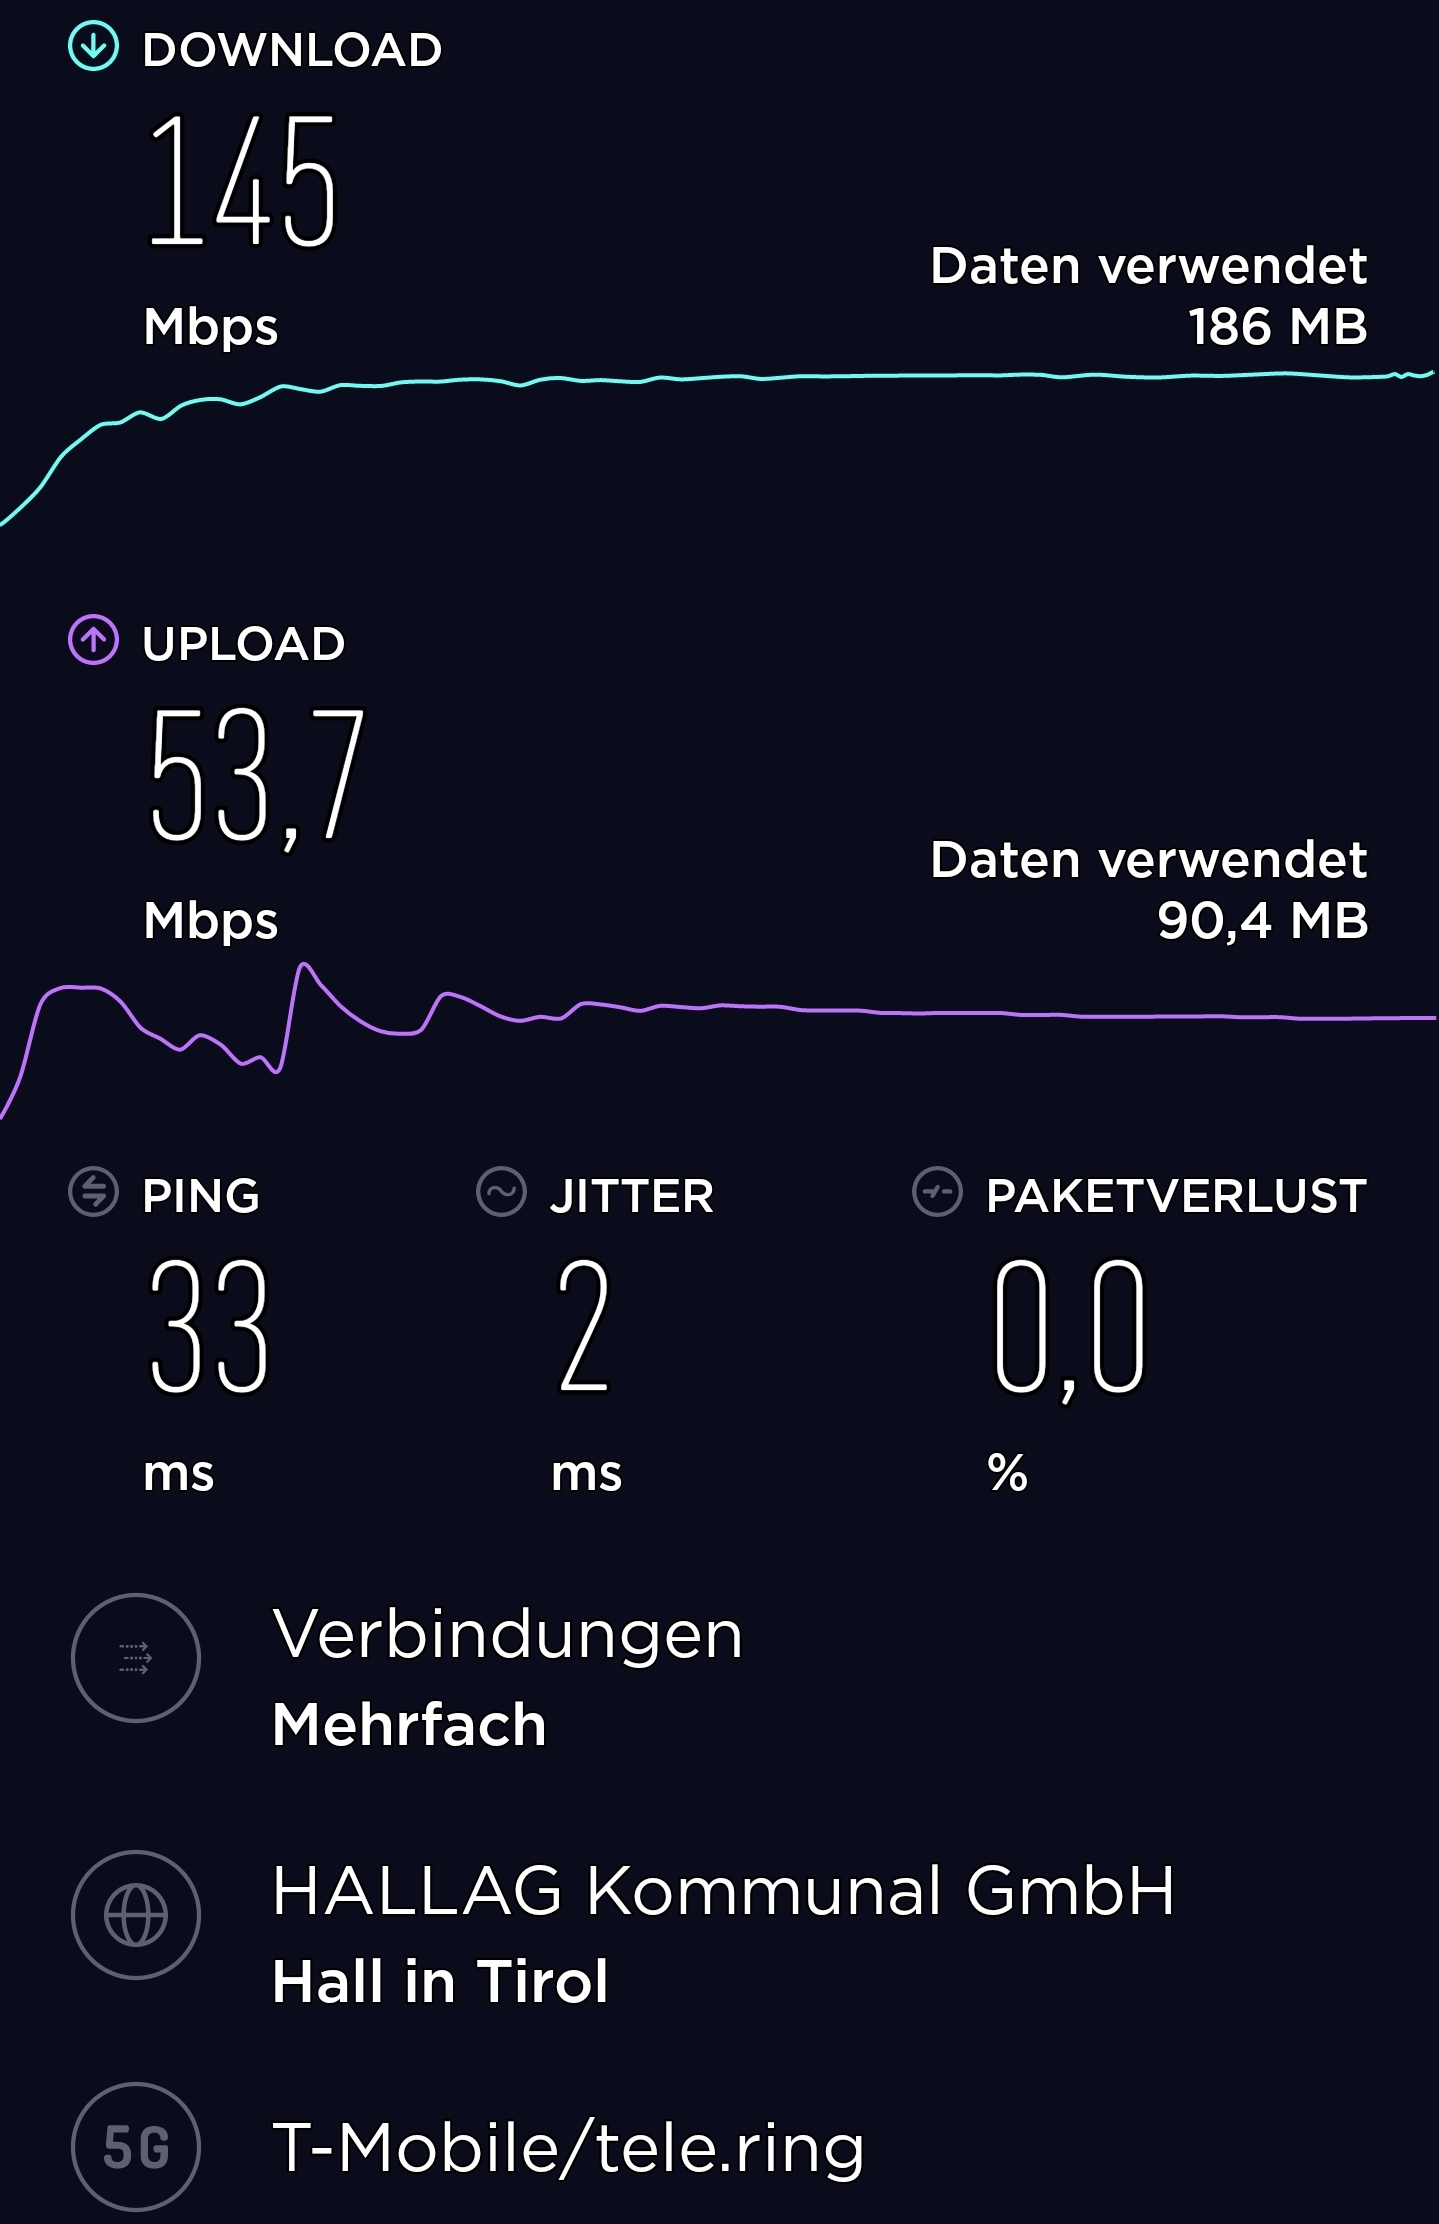 DOWNLOAD
145
Mbps
Daten verwendet
186 MB
UPLOAD
53,7
Mbps
Daten verwendet
90,4 MB
PING
33
ms
JITTER
2
ms
PAKETVERLUST
0,0
%
Verbindungen
Mehrfach
HALLAG Kommunal GmbH
Hall in Tirol
5G
T-Mobile/tele.ring